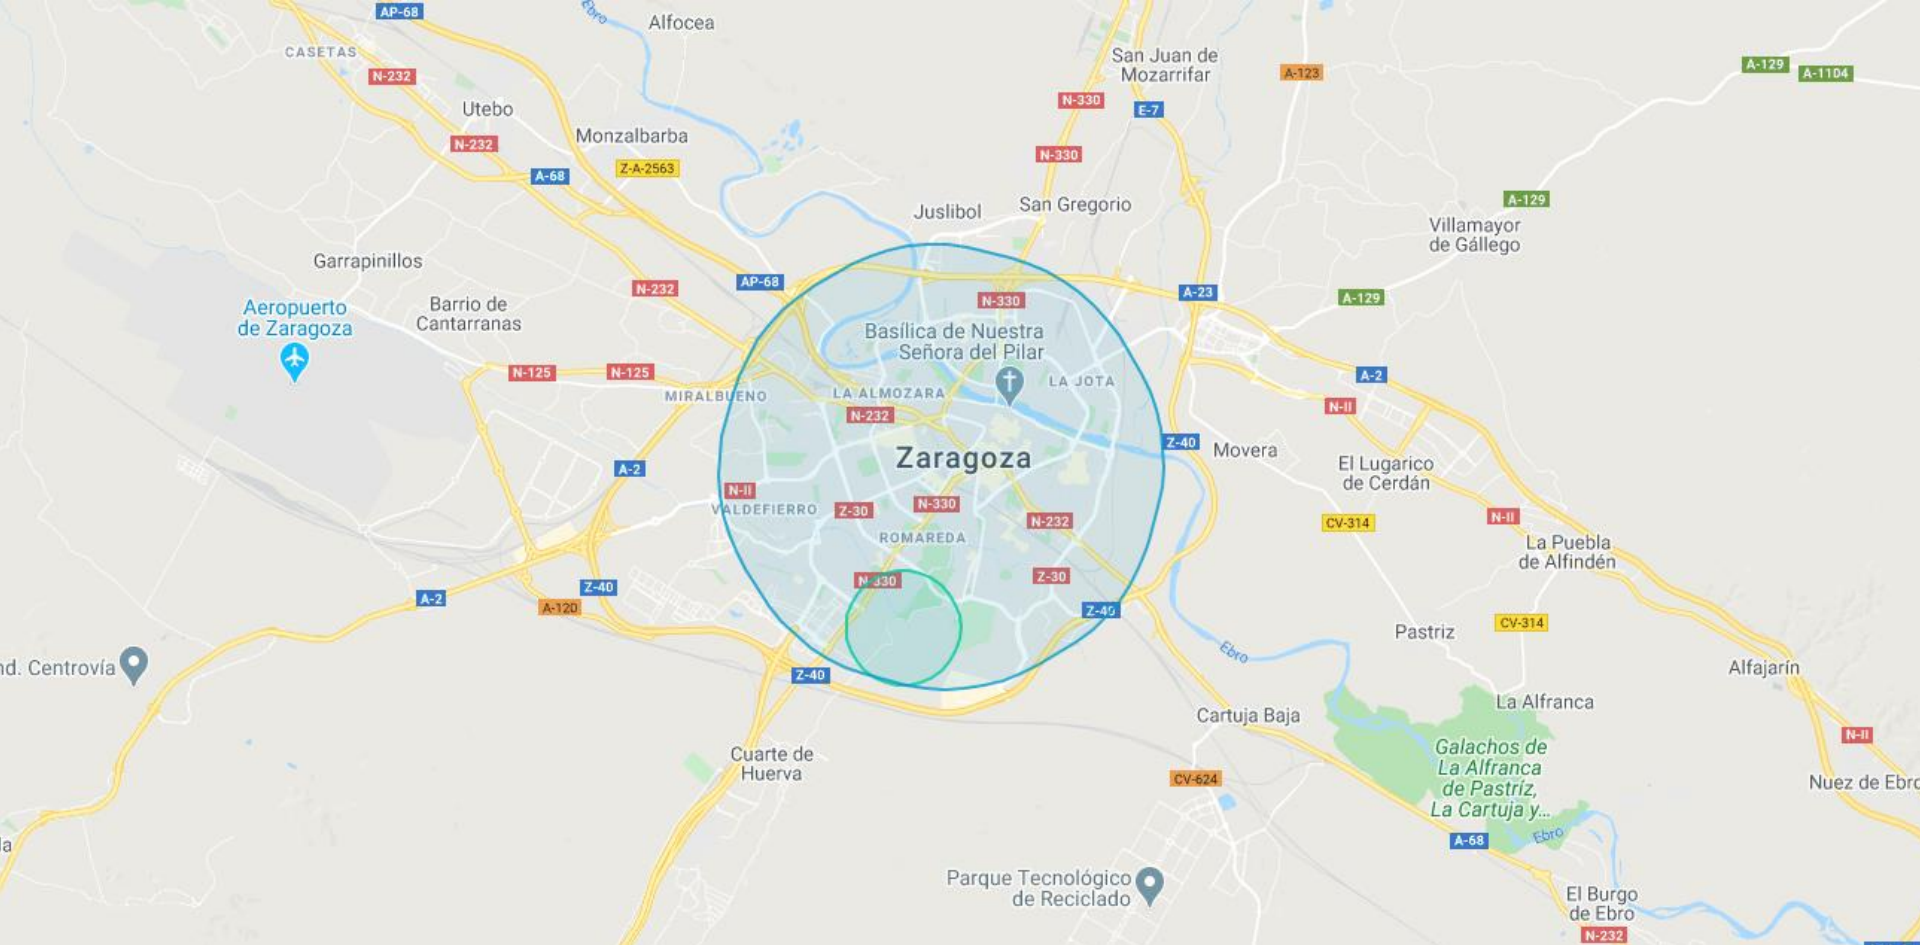 AP-68
Ebro
Alfocea
CASETAS
San Juan de
Mozarrifar
A-129
A-1104
N-232
A-123
N-330
E-7
Utebo
Monzalbarba
N-232
N-330
Z-A-2563
A-68
A-129
Juslibol
San Gregorio
Villamayor
de Gállego
Garrapinillos
AP-68
N-232
A-23
A-129
N-330
Aeropuerto
de Zaragoza
Barrio de
Cantarranas
Basílica de Nuestra
Señora del Pilar
N-125
N-125
A-2
LA JOTA
MIRALBUENO
LA ALMOZARA
N-II
N-232
Z-40
Movera
Zaragoza
A-2
El Lugarico
de Cerdán
N-II
VALDEFIERRO
Z-30
N-330
N-232
CV-314
N-II
ROMAREDA
La Puebla
de Alfindén
N-330
Z-30
Z-40
A-2
A-120
Z-40
CV-314
Pastriz
Ebro
nd. Centrovía
Alfajarín
Z-40
La Alfranca
Cartuja Baja
N-II
Cuarte de
Huerva
Galachos de
La Alfranca
de Pastríz,
La Cartuja y...
CV-624
Nuez de Ebro
Ebro
A-68
la
Parque Tecnológico
de Reciclado
El Burgo
de Ebro
N-232